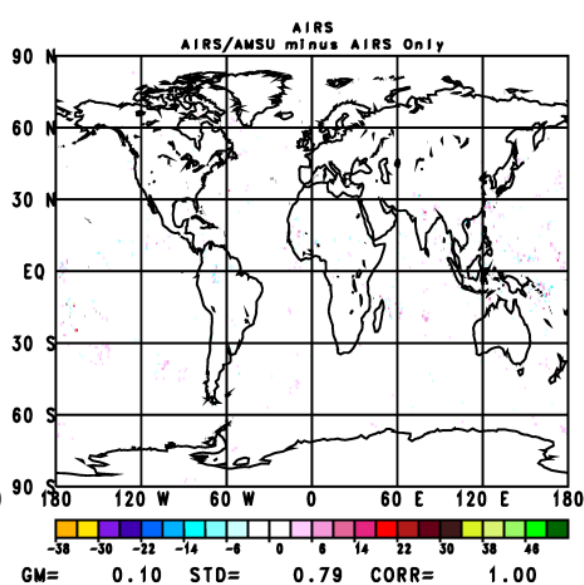 AIRS
AIRS/AMSU minus AIRS Only
90 N
60 N
30 N
EQ
30 S
60 S
90 S
180 120 W 60 W 0 60 E 120 E 180
-38 -30 -22 -14 -6 0 6 14 22 30 38 46
GM= 0.10 STD= 0.79 CORR= 1.00